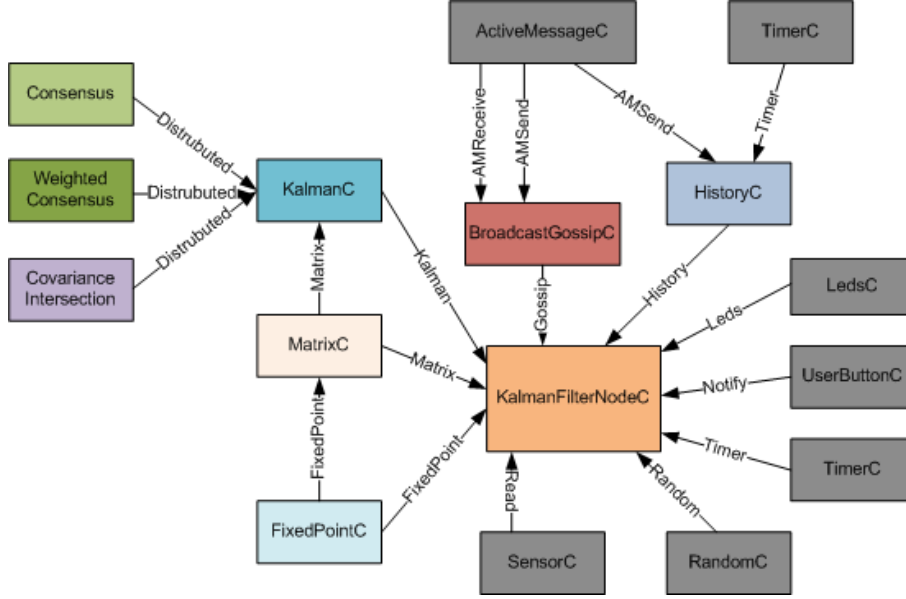 ActiveMessageC
TimerC
Consensus
Distrubuted
AMReceive
AMSend
AMSend
Timer
Weighted
Consensus
Distrubuted
KalmanC
HistoryC
BroadcastGossipC
Covariance
Intersection
Distrubuted
Matrix
Kalman
Gossip
History
LedsC
Leds
MatrixC
Matrix
KalmanFilterNodeC
Notify
UserButtonC
FixedPoint
FixedPoint
Timer
TimerC
Read
Random
FixedPointC
SensorC
RandomC